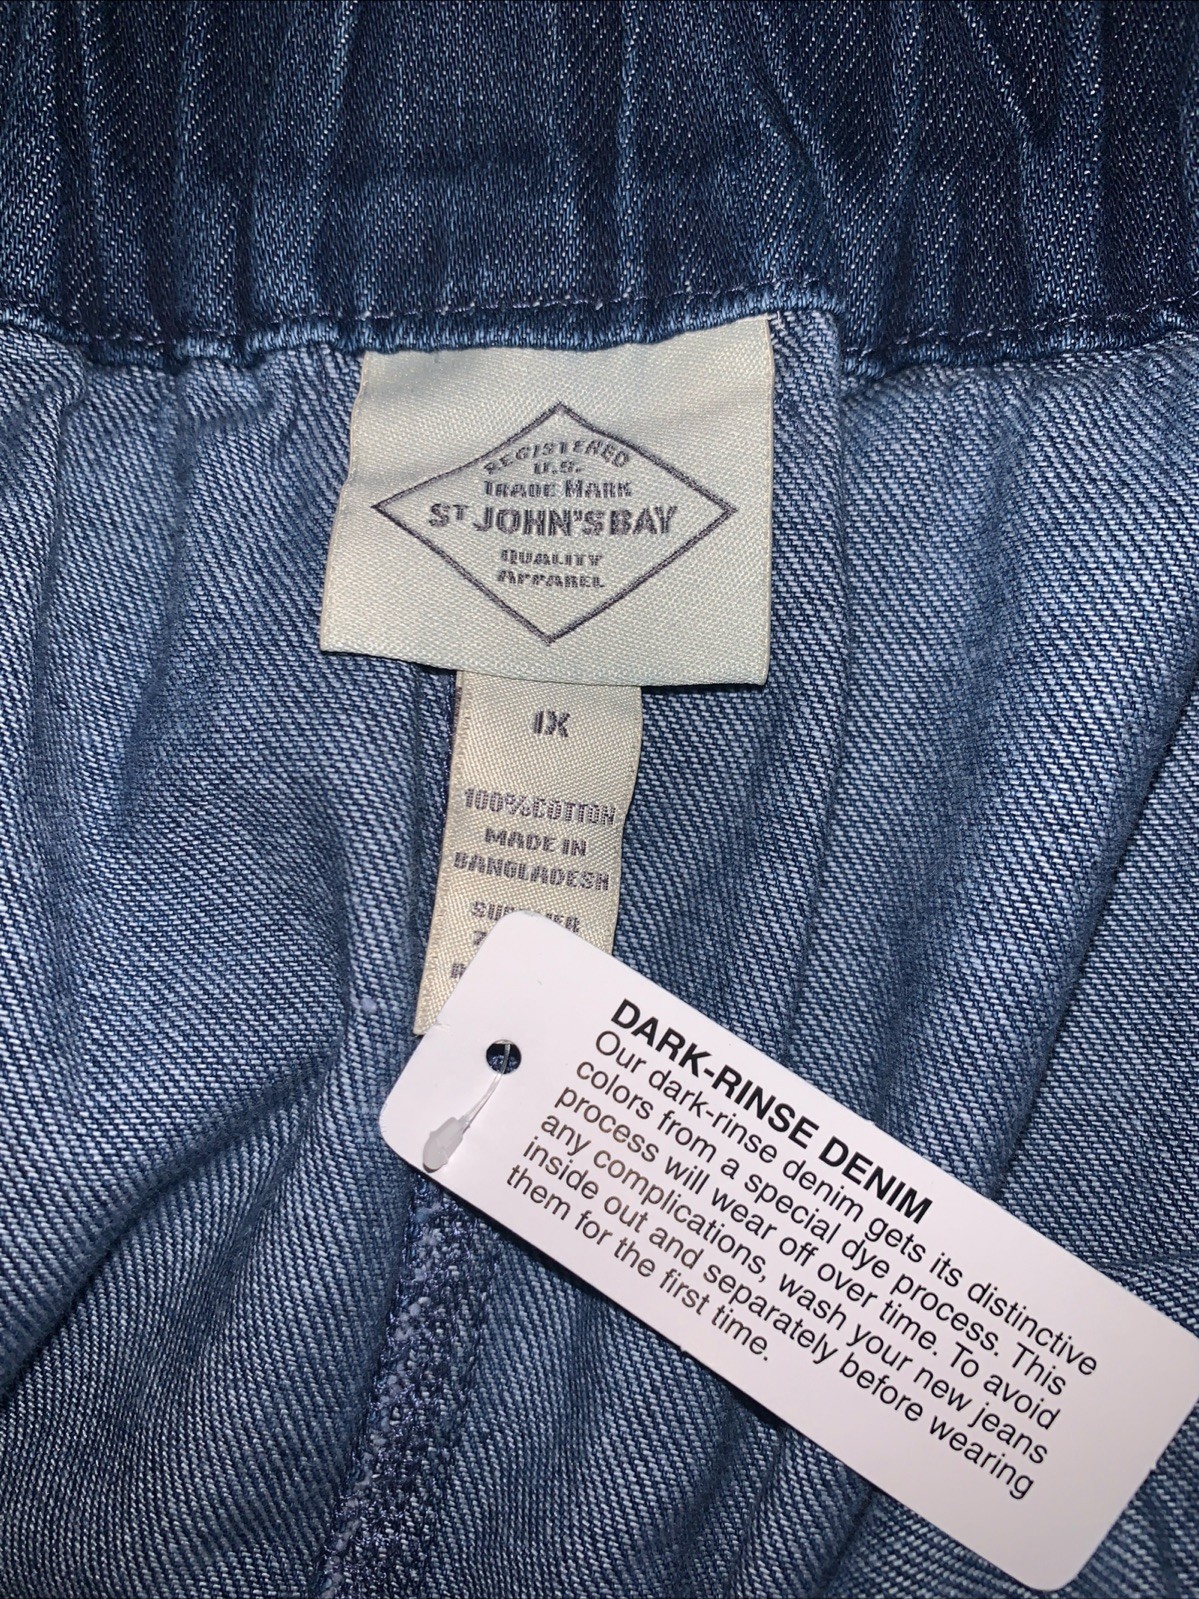 REGISTERED
U.S.
TRADE MARK
ST JOHN'S BAY
QUALITY
APPAREL
1X
100% COTTON
MADE IN
BANGLADESH
DARK-RINSE DENIM
Our dark-rinse denim gets its distinctive
colors from a special dye process. This
process will wear off over time. To avoid
any complications, wash your new jeans
inside out and separately before wearing
them for the first time.